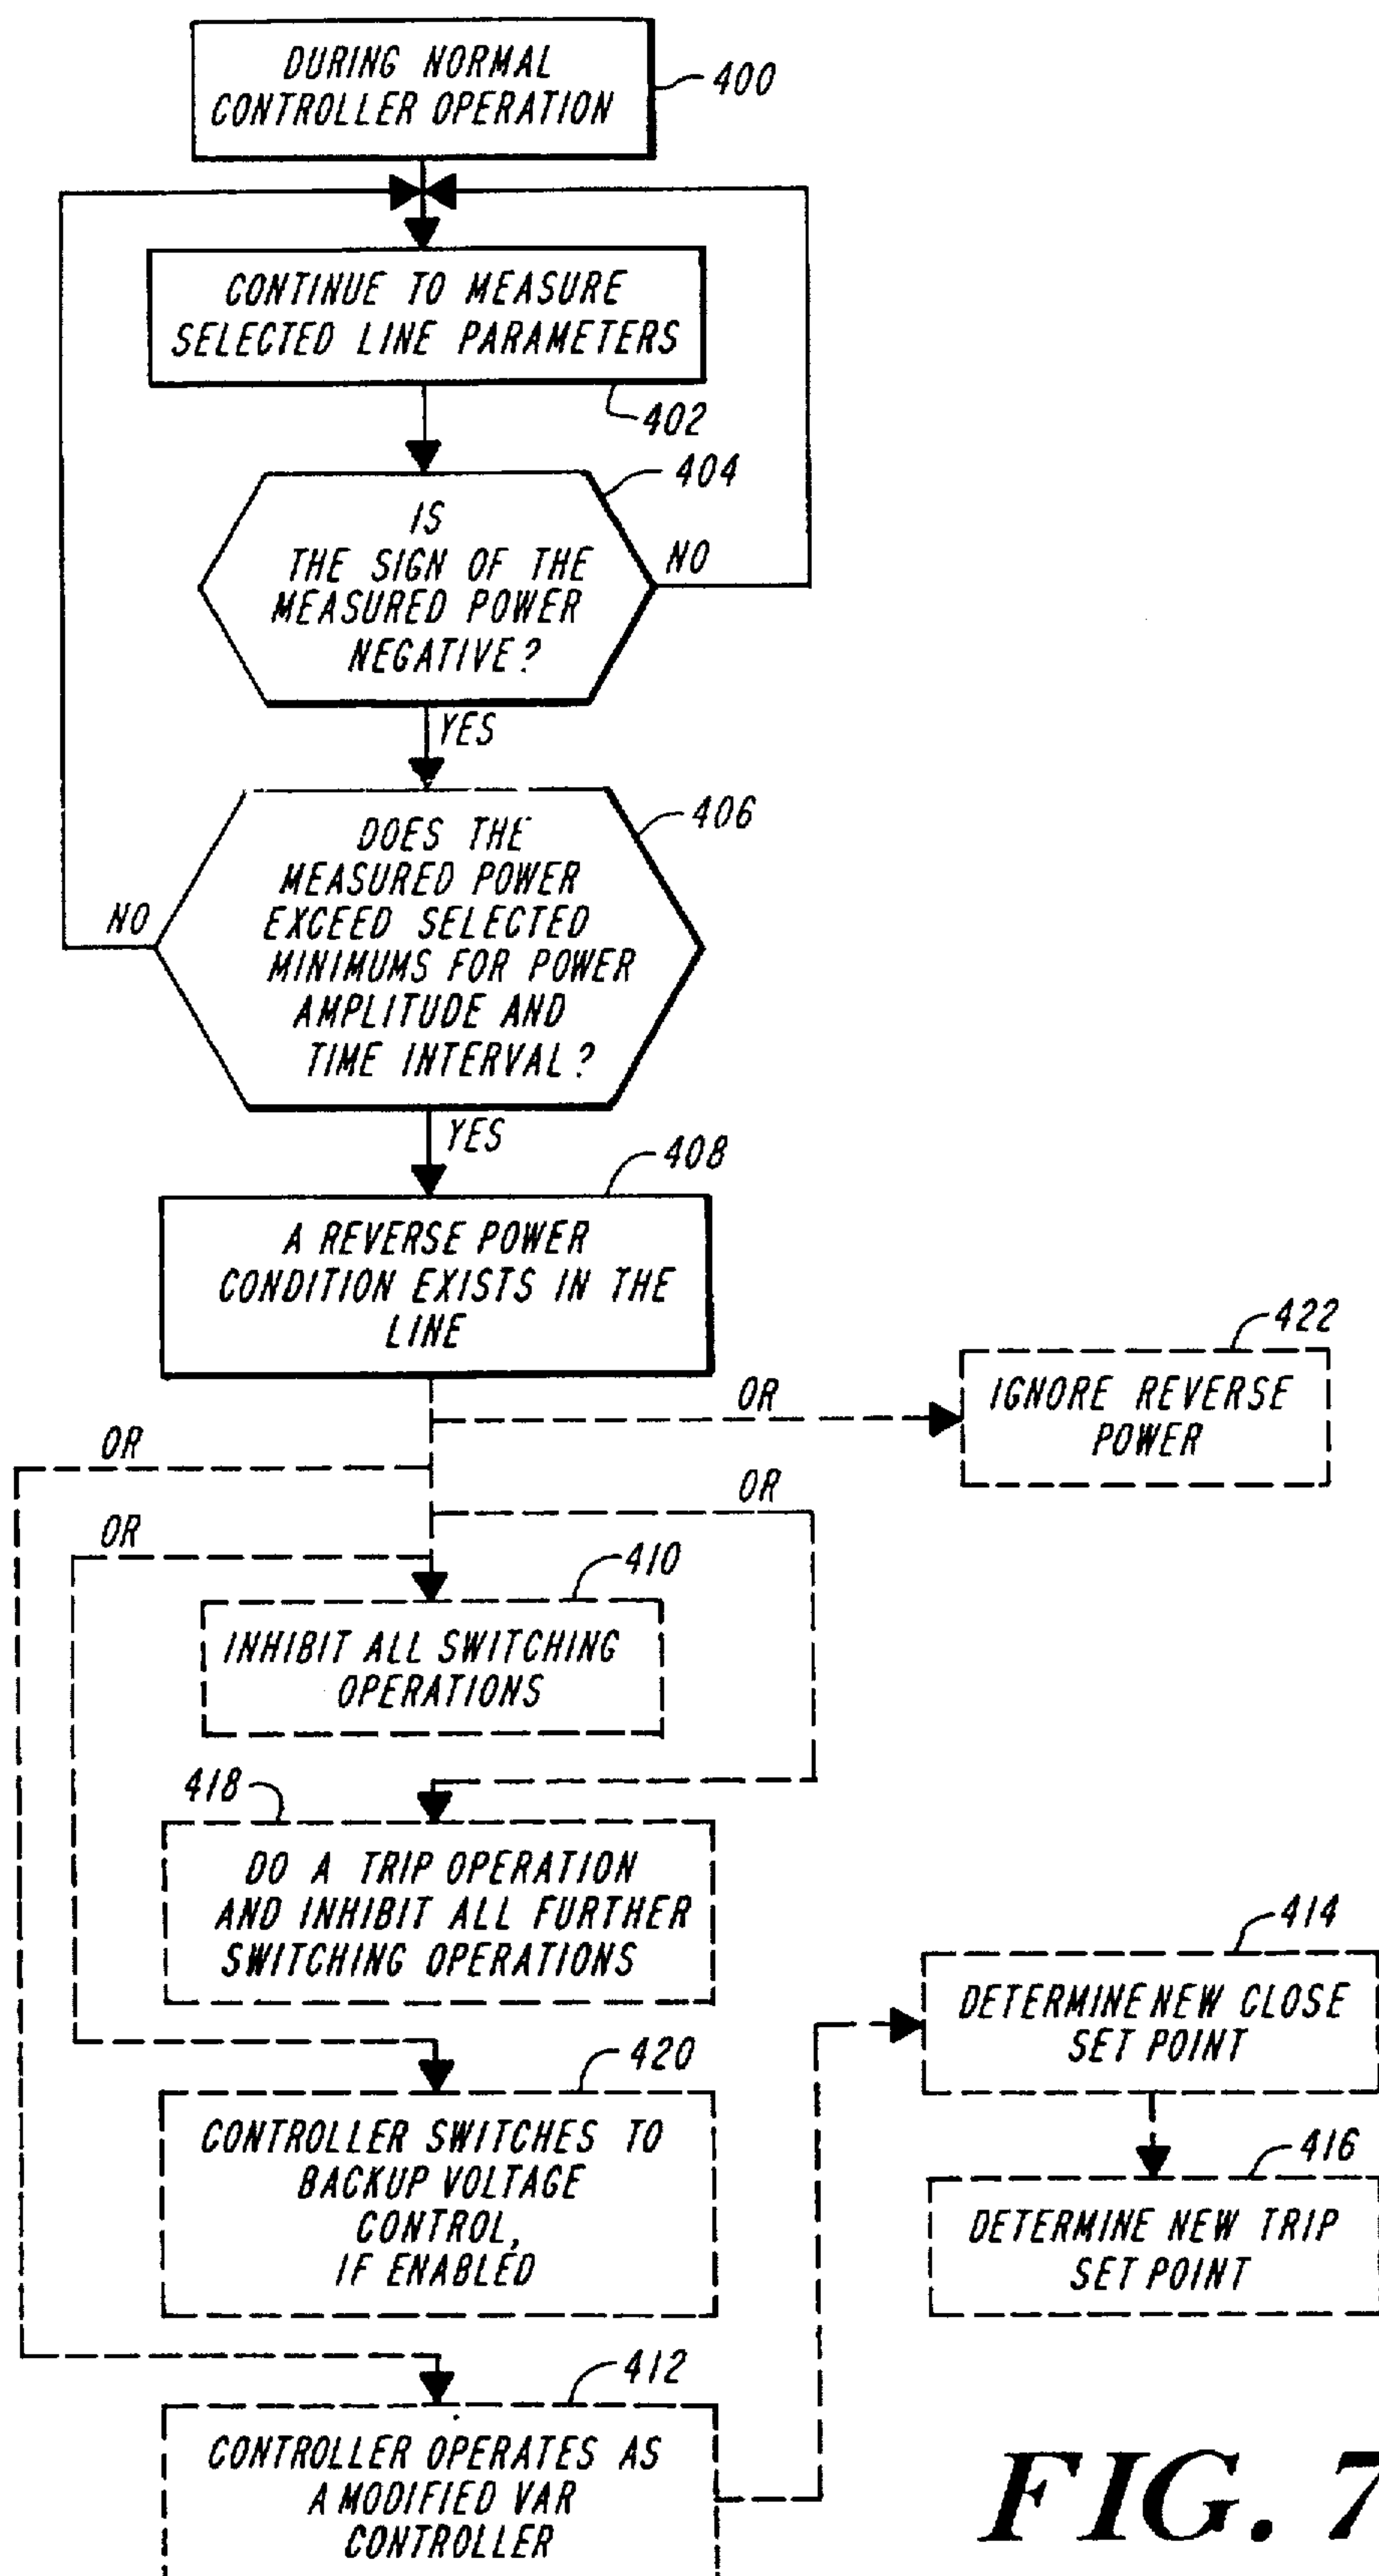 DURING NORMAL
CONTROLLER OPERATION
400
CONTINUE TO MEASURE
SELECTED LINE PARAMETERS
402
404
IS
THE SIGN OF THE
MEASURED POWER
NEGATIVE?
NO
YES
406
DOES THE
MEASURED POWER
EXCEED SELECTED
MINIMUMS FOR POWER
AMPLITUDE AND
TIME INTERVAL?
NO
YES
408
A REVERSE POWER
CONDITION EXISTS IN THE
LINE
422
IGNORE REVERSE
POWER
OR
OR
OR
OR
410
INHIBIT ALL SWITCHING
OPERATIONS
418
DO A TRIP OPERATION
AND INHIBIT ALL FURTHER
SWITCHING OPERATIONS
414
DETERMINE NEW CLOSE
SET POINT
420
CONTROLLER SWITCHES TO
BACKUP VOLTAGE
CONTROL,
IF ENABLED
416
DETERMINE NEW TRIP
SET POINT
412
CONTROLLER OPERATES AS
A MODIFIED VAR
CONTROLLER
FIG. 7